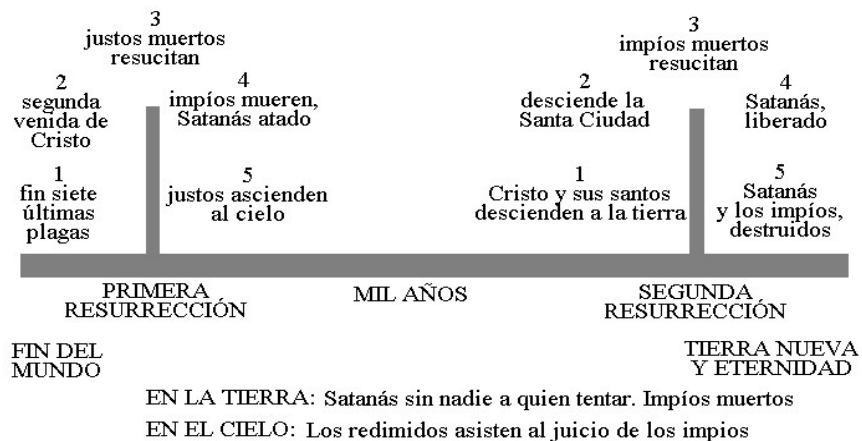 3
justos muertos
resucitan
2
segunda
venida de
Cristo
4
impíos mueren,
Satanás atado
1
fin siete
últimas
plagas
5
justos ascienden
al cielo
3
impíos muertos
resucitan
2
desciende la
Santa Ciudad
4
Satanás,
liberado
1
Cristo y sus santos
descienden a la tierra
5
Satanás
y los impíos,
destruidos
PRIMERA
RESURRECCIÓN
MIL AÑOS
SEGUNDA
RESURRECCIÓN
FIN DEL
MUNDO
TIERRA NUEVA
Y ETERNIDAD
EN LA TIERRA: Satanás sin nadie a quien tentar. Impíos muertos
EN EL CIELO: Los redimidos asisten al juicio de los impios